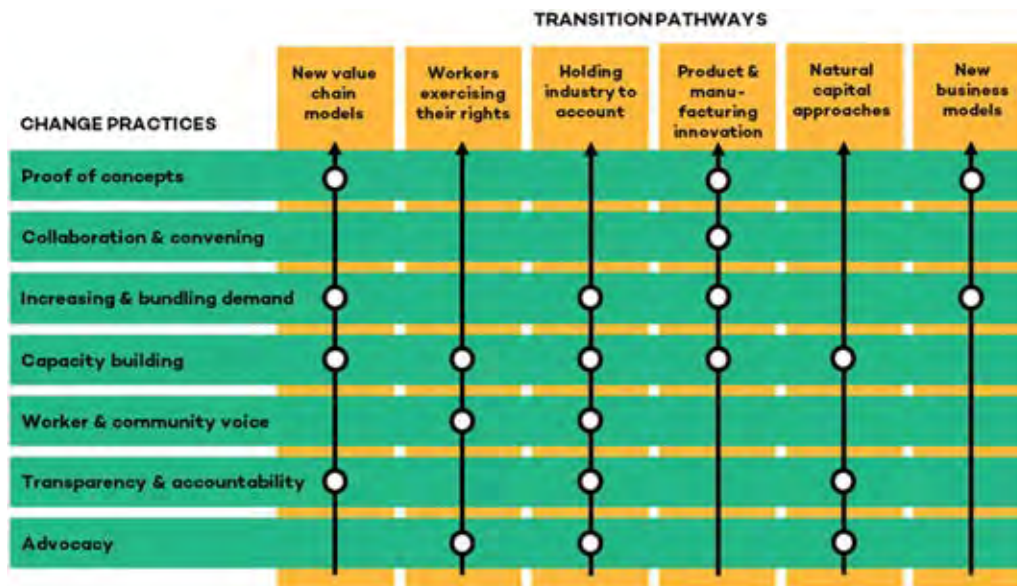 TRANSITION PATHWAYS
New value
chain
models
Workers
exercising
their rights
Holding
industry to
account
Product &
manu-
facturing
innovation
Natural
capital
approaches
New
business
models
CHANGE PRACTICES
Proof of concepts
Collaboration & convening
Increasing & bundling demand
Capacity building
Worker & community voice
Transparency & accountability
Advocacy